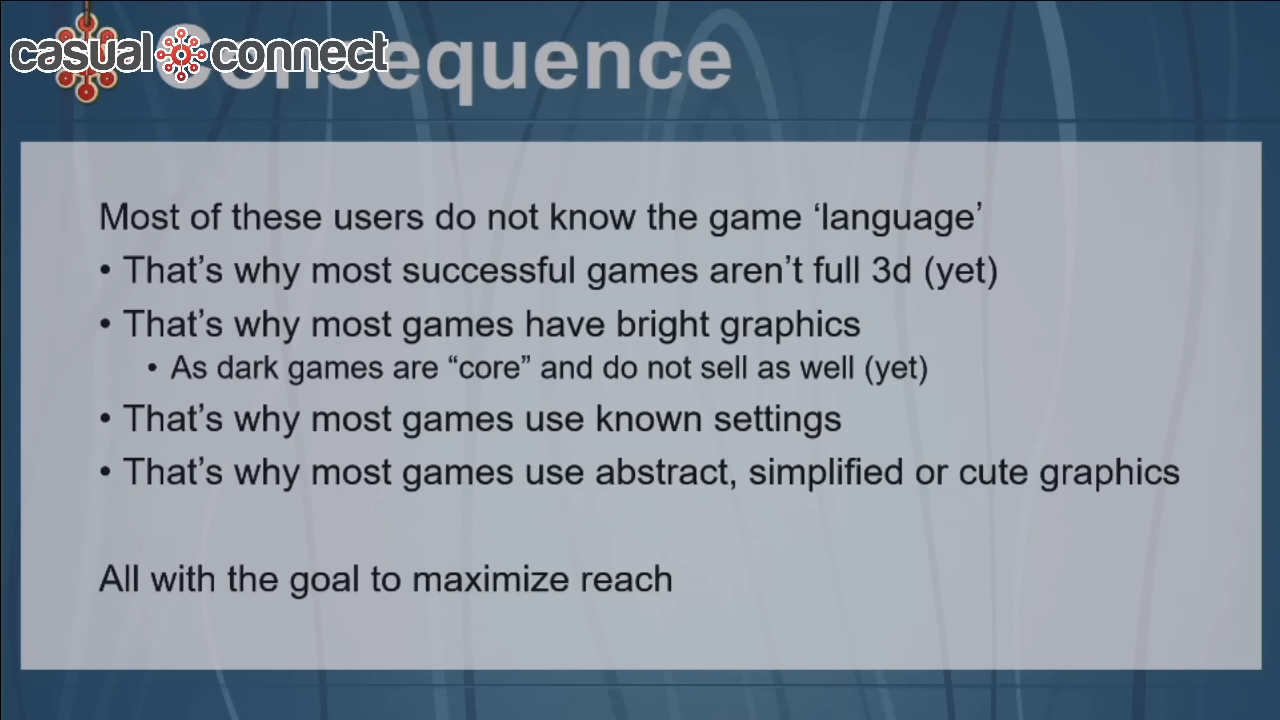 casual connect
Consequence
Most of these users do not know the game ‘language’
• That’s why most successful games aren’t full 3d (yet)
• That’s why most games have bright graphics
• As dark games are “core” and do not sell as well (yet)
• That’s why most games use known settings
• That’s why most games use abstract, simplified or cute graphics
All with the goal to maximize reach